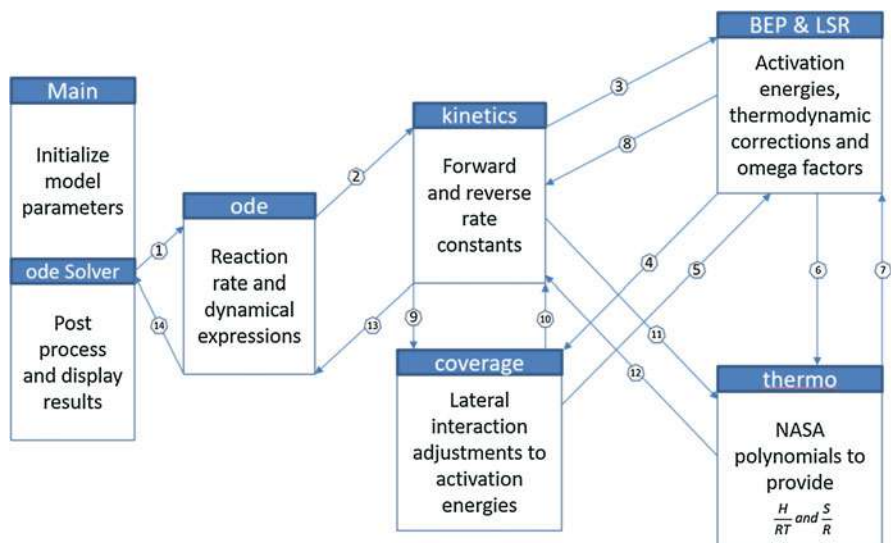 Main
Initialize
model
parameters
ode Solver
Post
process
and display
results
1
14
ode
Reaction
rate and
dynamical
expressions
2
13
kinetics
Forward
and reverse
rate
constants
9
10
coverage
Lateral
interaction
adjustments to
activation
energies
3
8
4
5
11
12
BEP & LSR
Activation
energies,
thermodynamic
corrections and
omega factors
6
7
thermo
NASA
polynomials to
provide
H/RT and S/R